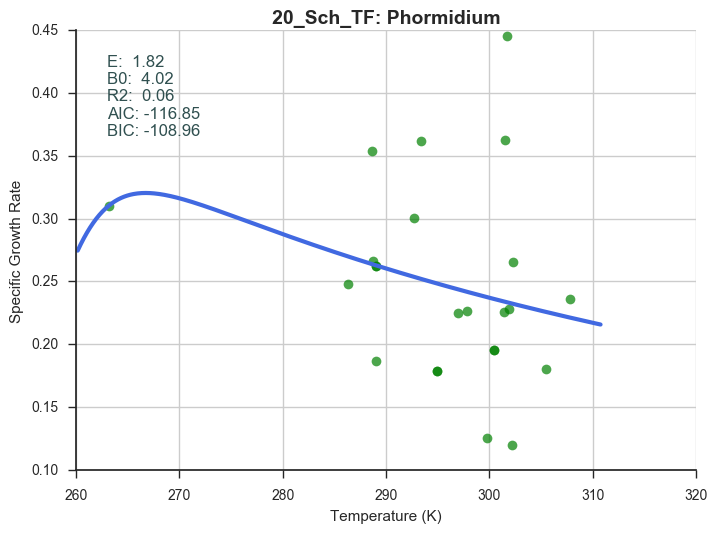 20_Sch_TF: Phormidium
E:  1.82
B0:  4.02
R2:  0.06
AIC: -116.85
BIC: -108.96
Specific Growth Rate
0.45
0.40
0.35
0.30
0.25
0.20
0.15
0.10
260 270 280 290 300 310 320
Temperature (K)